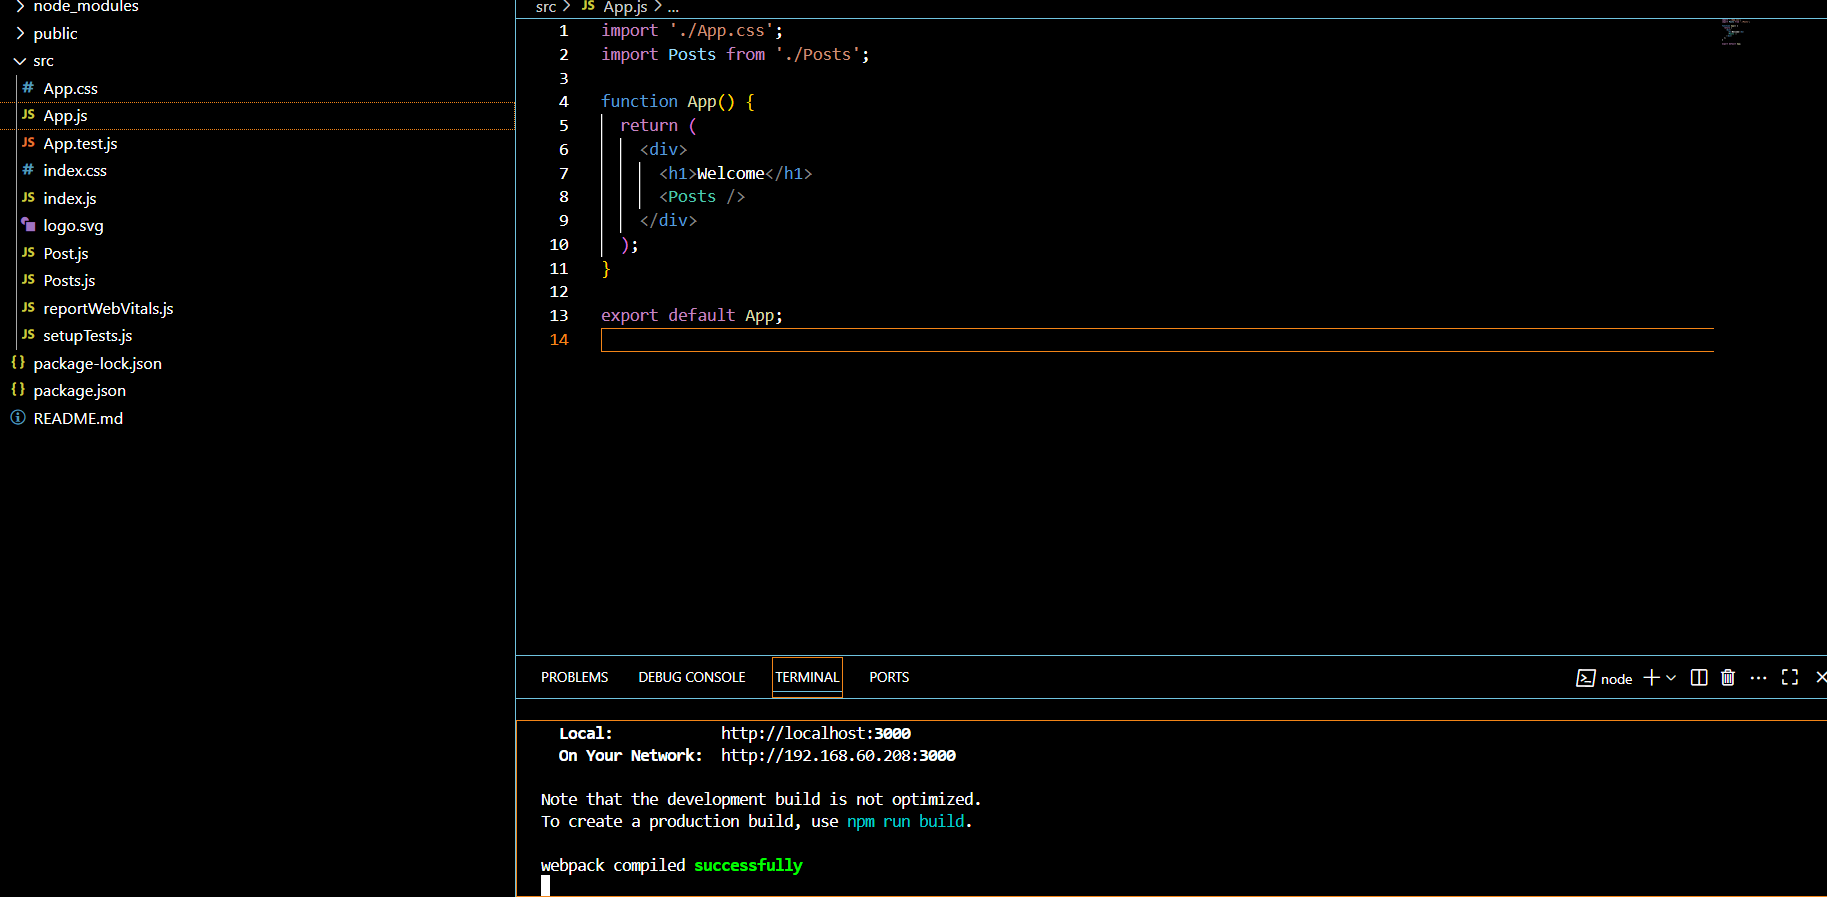 node_modules
public
src
# App.css
JS App.js
JS App.test.js
# index.css
JS index.js
logo.svg
JS Post.js
JS Posts.js
JS reportWebVitals.js
JS setupTests.js
{} package-lock.json
{} package.json
README.md
src > JS App.js > ...
1 import './App.css';
2 import Posts from './Posts';
3
4 function App() {
5 return (
6 <div>
7 <h1>Welcome</h1>
8 <Posts />
9 </div>
10 );
11 }
12
13 export default App;
14
PROBLEMS DEBUG CONSOLE TERMINAL PORTS node
Local: http://localhost:3000
On Your Network: http://192.168.60.208:3000
Note that the development build is not optimized.
To create a production build, use npm run build.
webpack compiled successfully